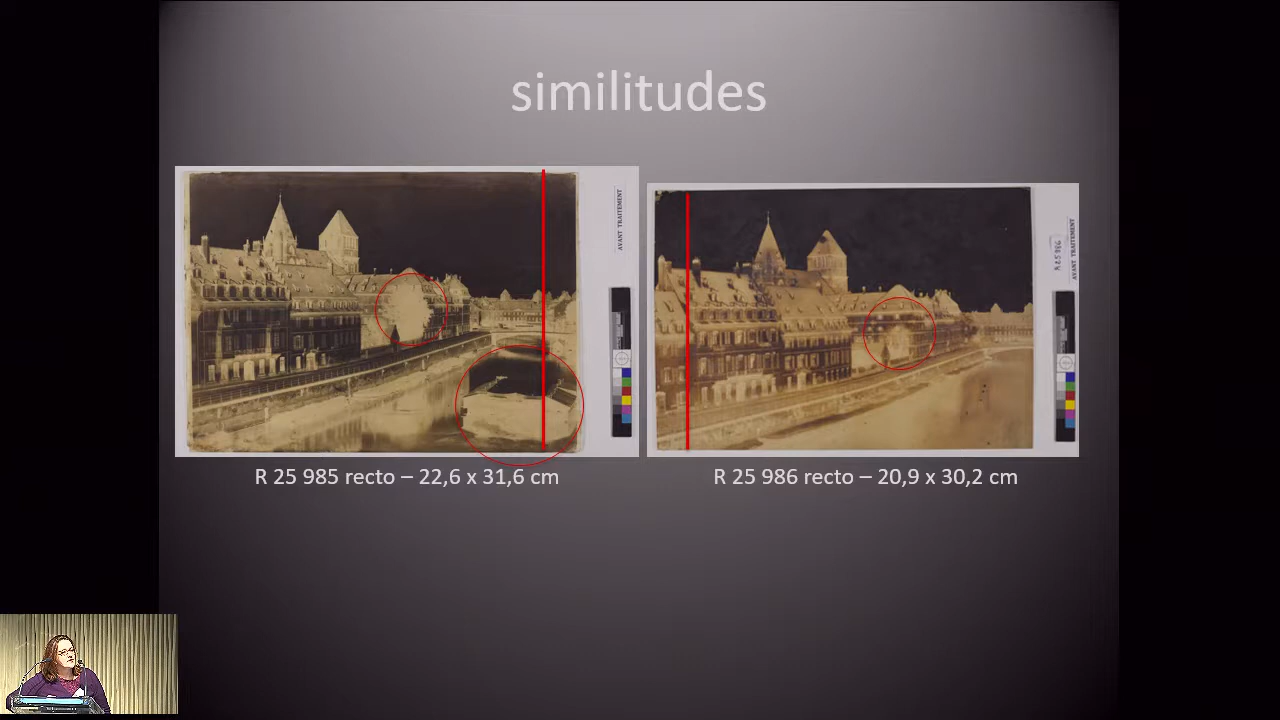 similitudes
AVANT TRAITEMENT
AVANT TRAITEMENT
R 25 985 recto – 22,6 x 31,6 cm
R 25 986 recto – 20,9 x 30,2 cm